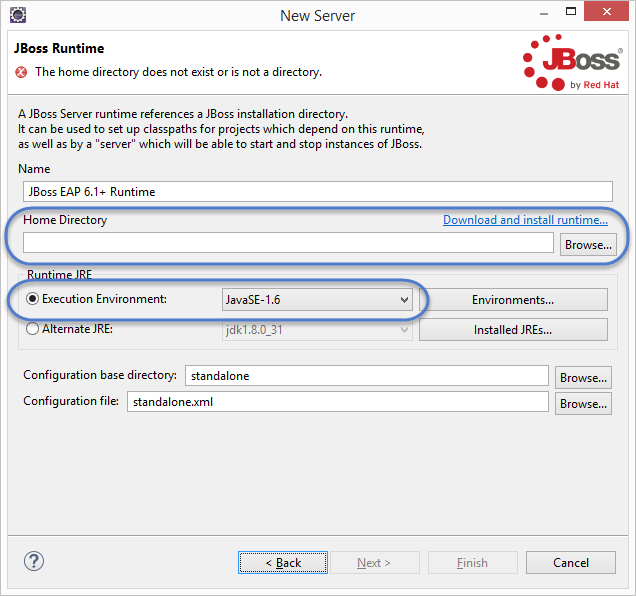 New Server
JBoss Runtime
The home directory does not exist or is not a directory.
JBoss®
by Red Hat
A JBoss Server runtime references a JBoss installation directory.
It can be used to set up classpaths for projects which depend on this runtime,
as well as by a "server" which will be able to start and stop instances of JBoss.
Name
JBoss EAP 6.1+ Runtime
Home Directory Download and install runtime...
Browse...
Runtime JRE
Execution Environment: JavaSE-1.6 Environments...
Alternate JRE: jdk1.8.0_31 Installed JREs...
Configuration base directory: standalone Browse...
Configuration file: standalone.xml Browse...
? < Back Next > Finish Cancel